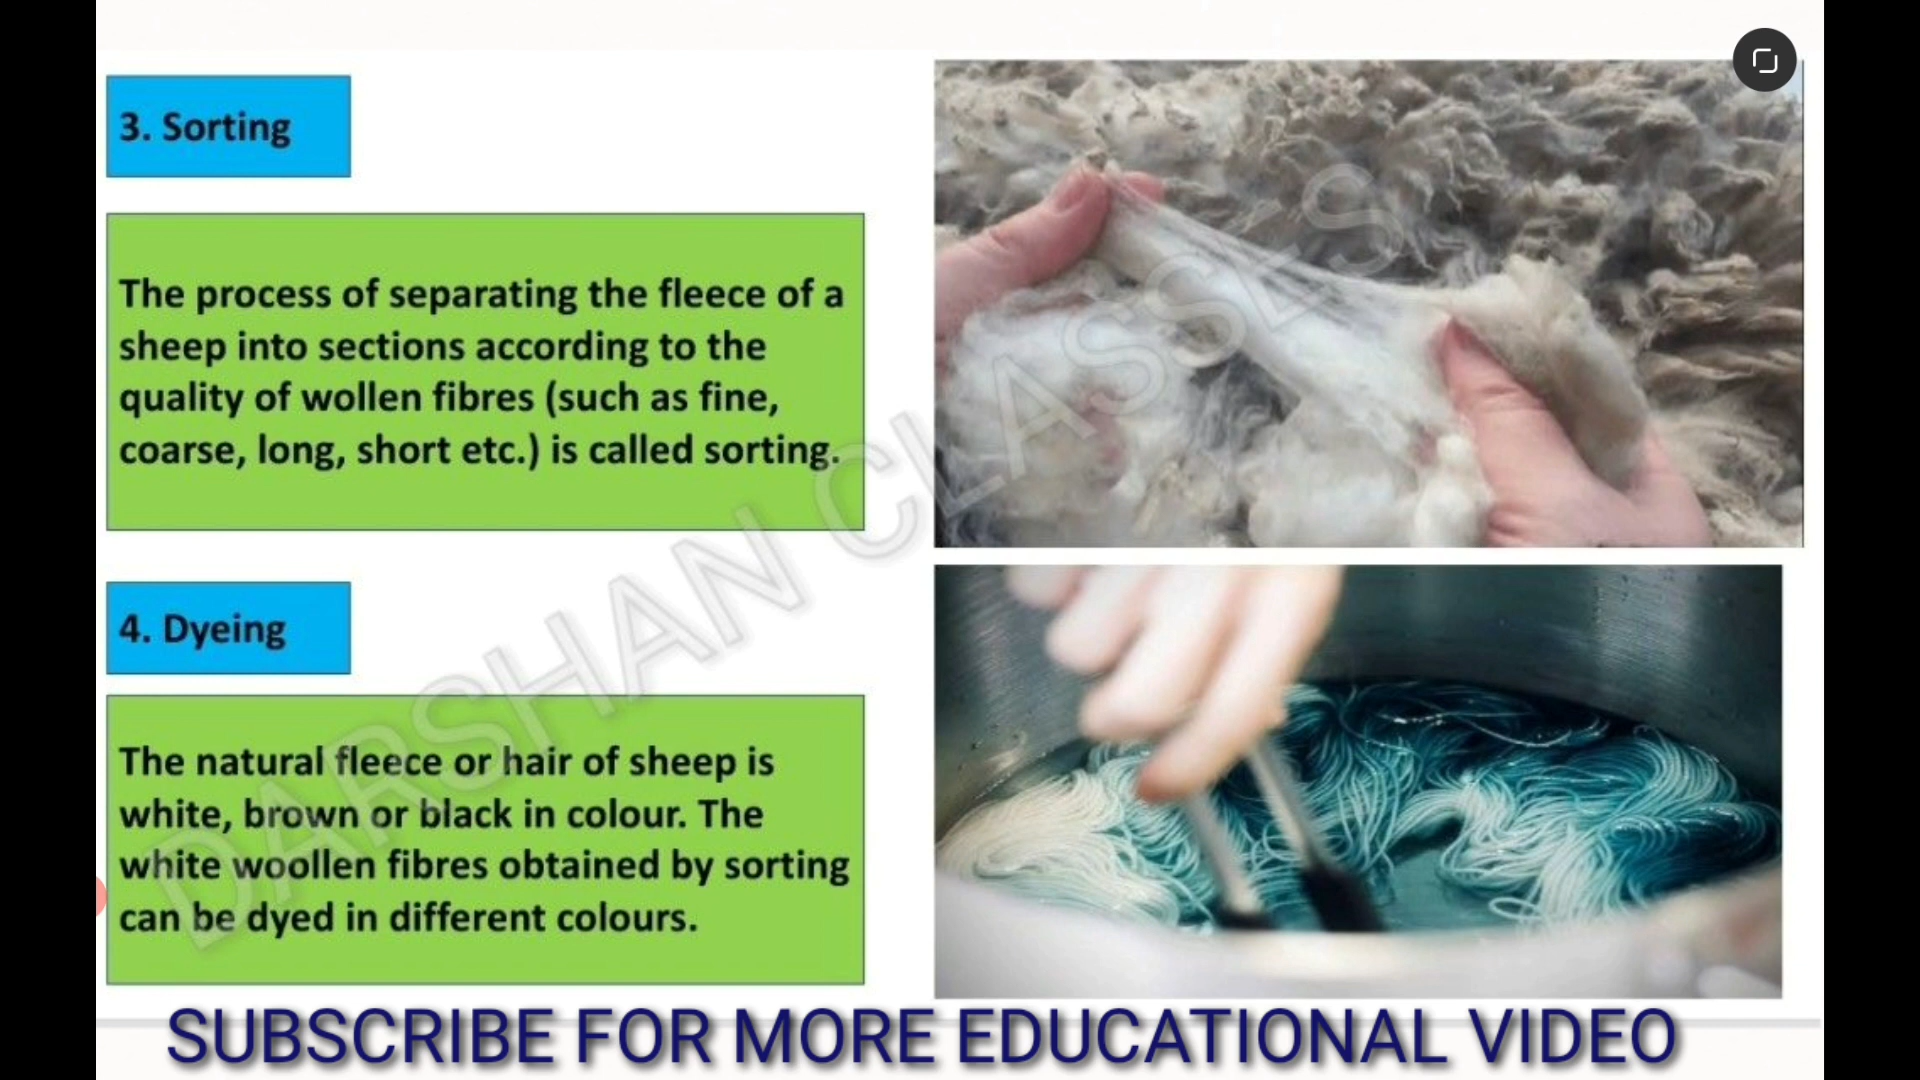 3. Sorting
The process of separating the fleece of a
sheep into sections according to the
quality of wollen fibres (such as fine,
coarse, long, short etc.) is called sorting.
4. Dyeing
The natural fleece or hair of sheep is
white, brown or black in colour. The
white woollen fibres obtained by sorting
can be dyed in different colours.
DARSHAN CLASSES
SUBSCRIBE FOR MORE EDUCATIONAL VIDEO